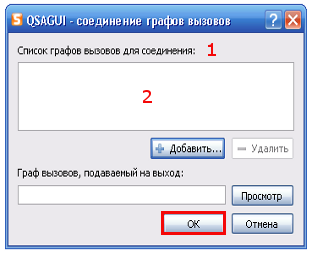 QSAGUI - соединение графов вызовов
Список графов вызовов для соединения: 1
2
Добавить...
Удалить
Граф вызовов, подаваемый на выход:
Просмотр
OK
Отмена